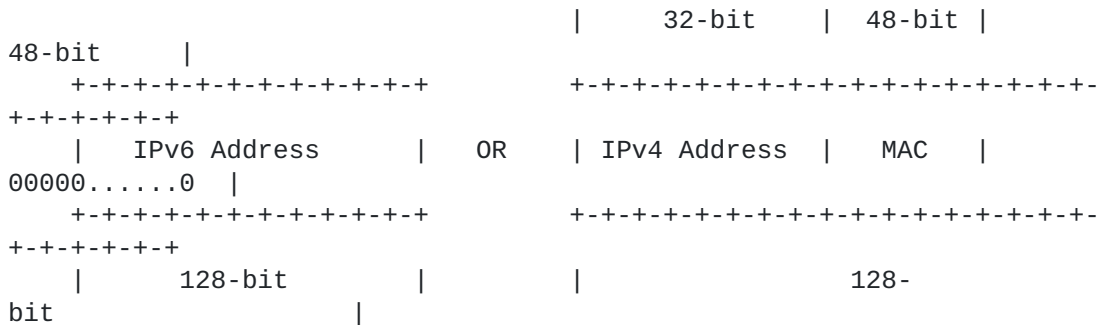 |     32-bit    | 48-bit |
48-bit     |
+-+-+-+-+-+-+-+-+-+-+-+         +-+-+-+-+-+-+-+-+-+-+-+-+-+-+-+-+-
+-+-+-+-+-+
|   IPv6 Address      |   OR    | IPv4 Address  |   MAC   |
00000......0  |
+-+-+-+-+-+-+-+-+-+-+-+         +-+-+-+-+-+-+-+-+-+-+-+-+-+-+-+-+-
+-+-+-+-+-+
|      128-bit        |         |                 128-
bit                   |